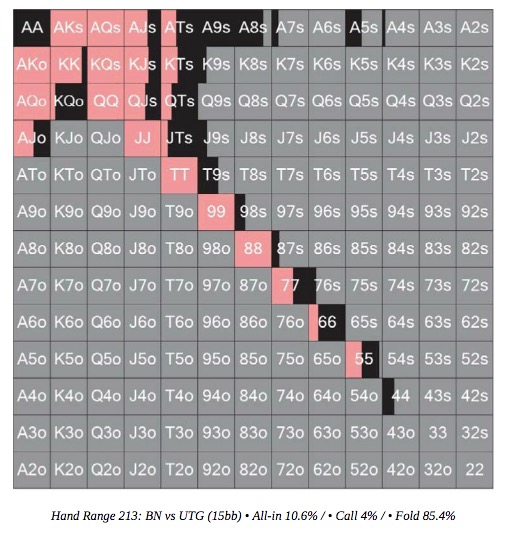 AA AKs AQs AJs ATs A9s A8s A7s A6s A5s A4s A3s A2s
AKo KK KQs KJs KTs K9s K8s K7s K6s K5s K4s K3s K2s
AQo KQo QQ QJs QTs Q9s Q8s Q7s Q6s Q5s Q4s Q3s Q2s
AJo KJo QJo JJ JTs J9s J8s J7s J6s J5s J4s J3s J2s
ATo KTo QTo JTo TT T9s T8s T7s T6s T5s T4s T3s T2s
A9o K9o Q9o J9o T9o 99 98s 97s 96s 95s 94s 93s 92s
A8o K8o Q8o J8o T8o 98o 88 87s 86s 85s 84s 83s 82s
A7o K7o Q7o J7o T7o 97o 87o 77 76s 75s 74s 73s 72s
A6o K6o Q6o J6o T6o 96o 86o 76o 66 65s 64s 63s 62s
A5o K5o Q5o J5o T5o 95o 85o 75o 65o 55 54s 53s 52s
A4o K4o Q4o J4o T4o 94o 84o 74o 64o 54o 44 43s 42s
A3o K3o Q3o J3o T3o 93o 83o 73o 63o 53o 43o 33 32s
A2o K2o Q2o J2o T2o 92o 82o 72o 62o 52o 42o 32o 22
Hand Range 213: BN vs UTG (15bb) • All-in 10.6% / • Call 4% / • Fold 85.4%